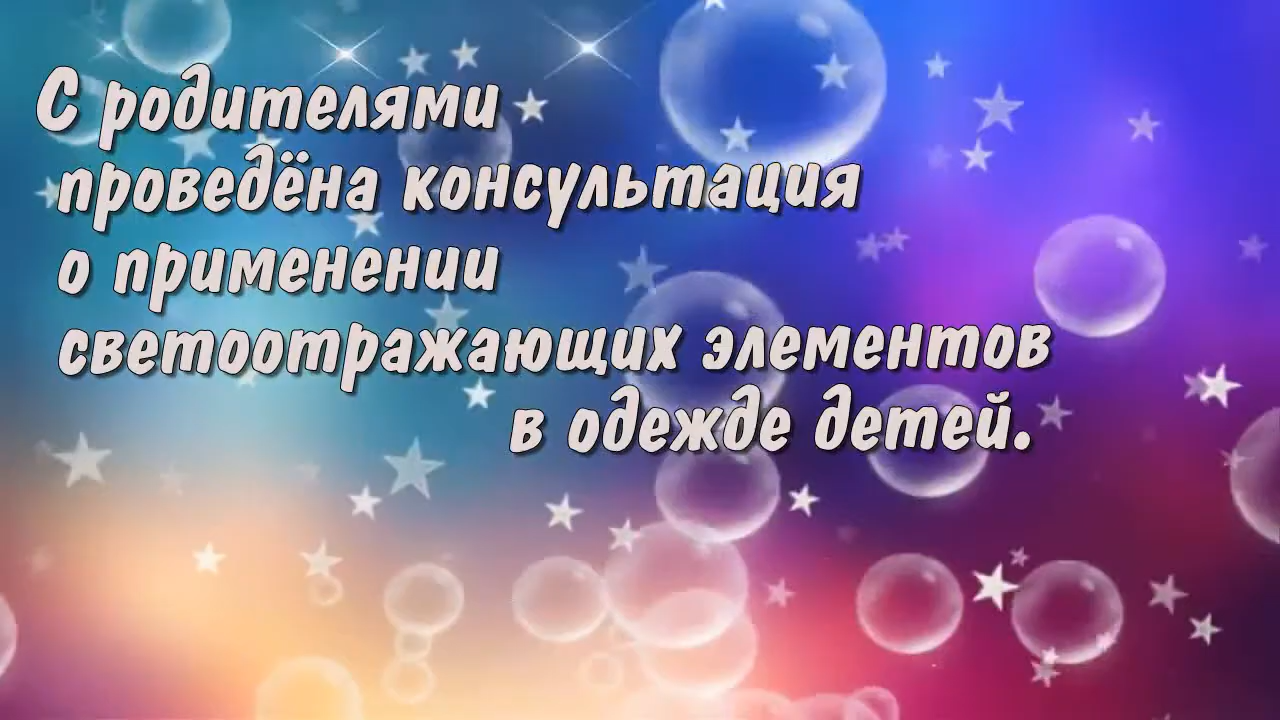 С родителями
проведёна консультация
о применении
светоотражающих элементов
в одежде детей.